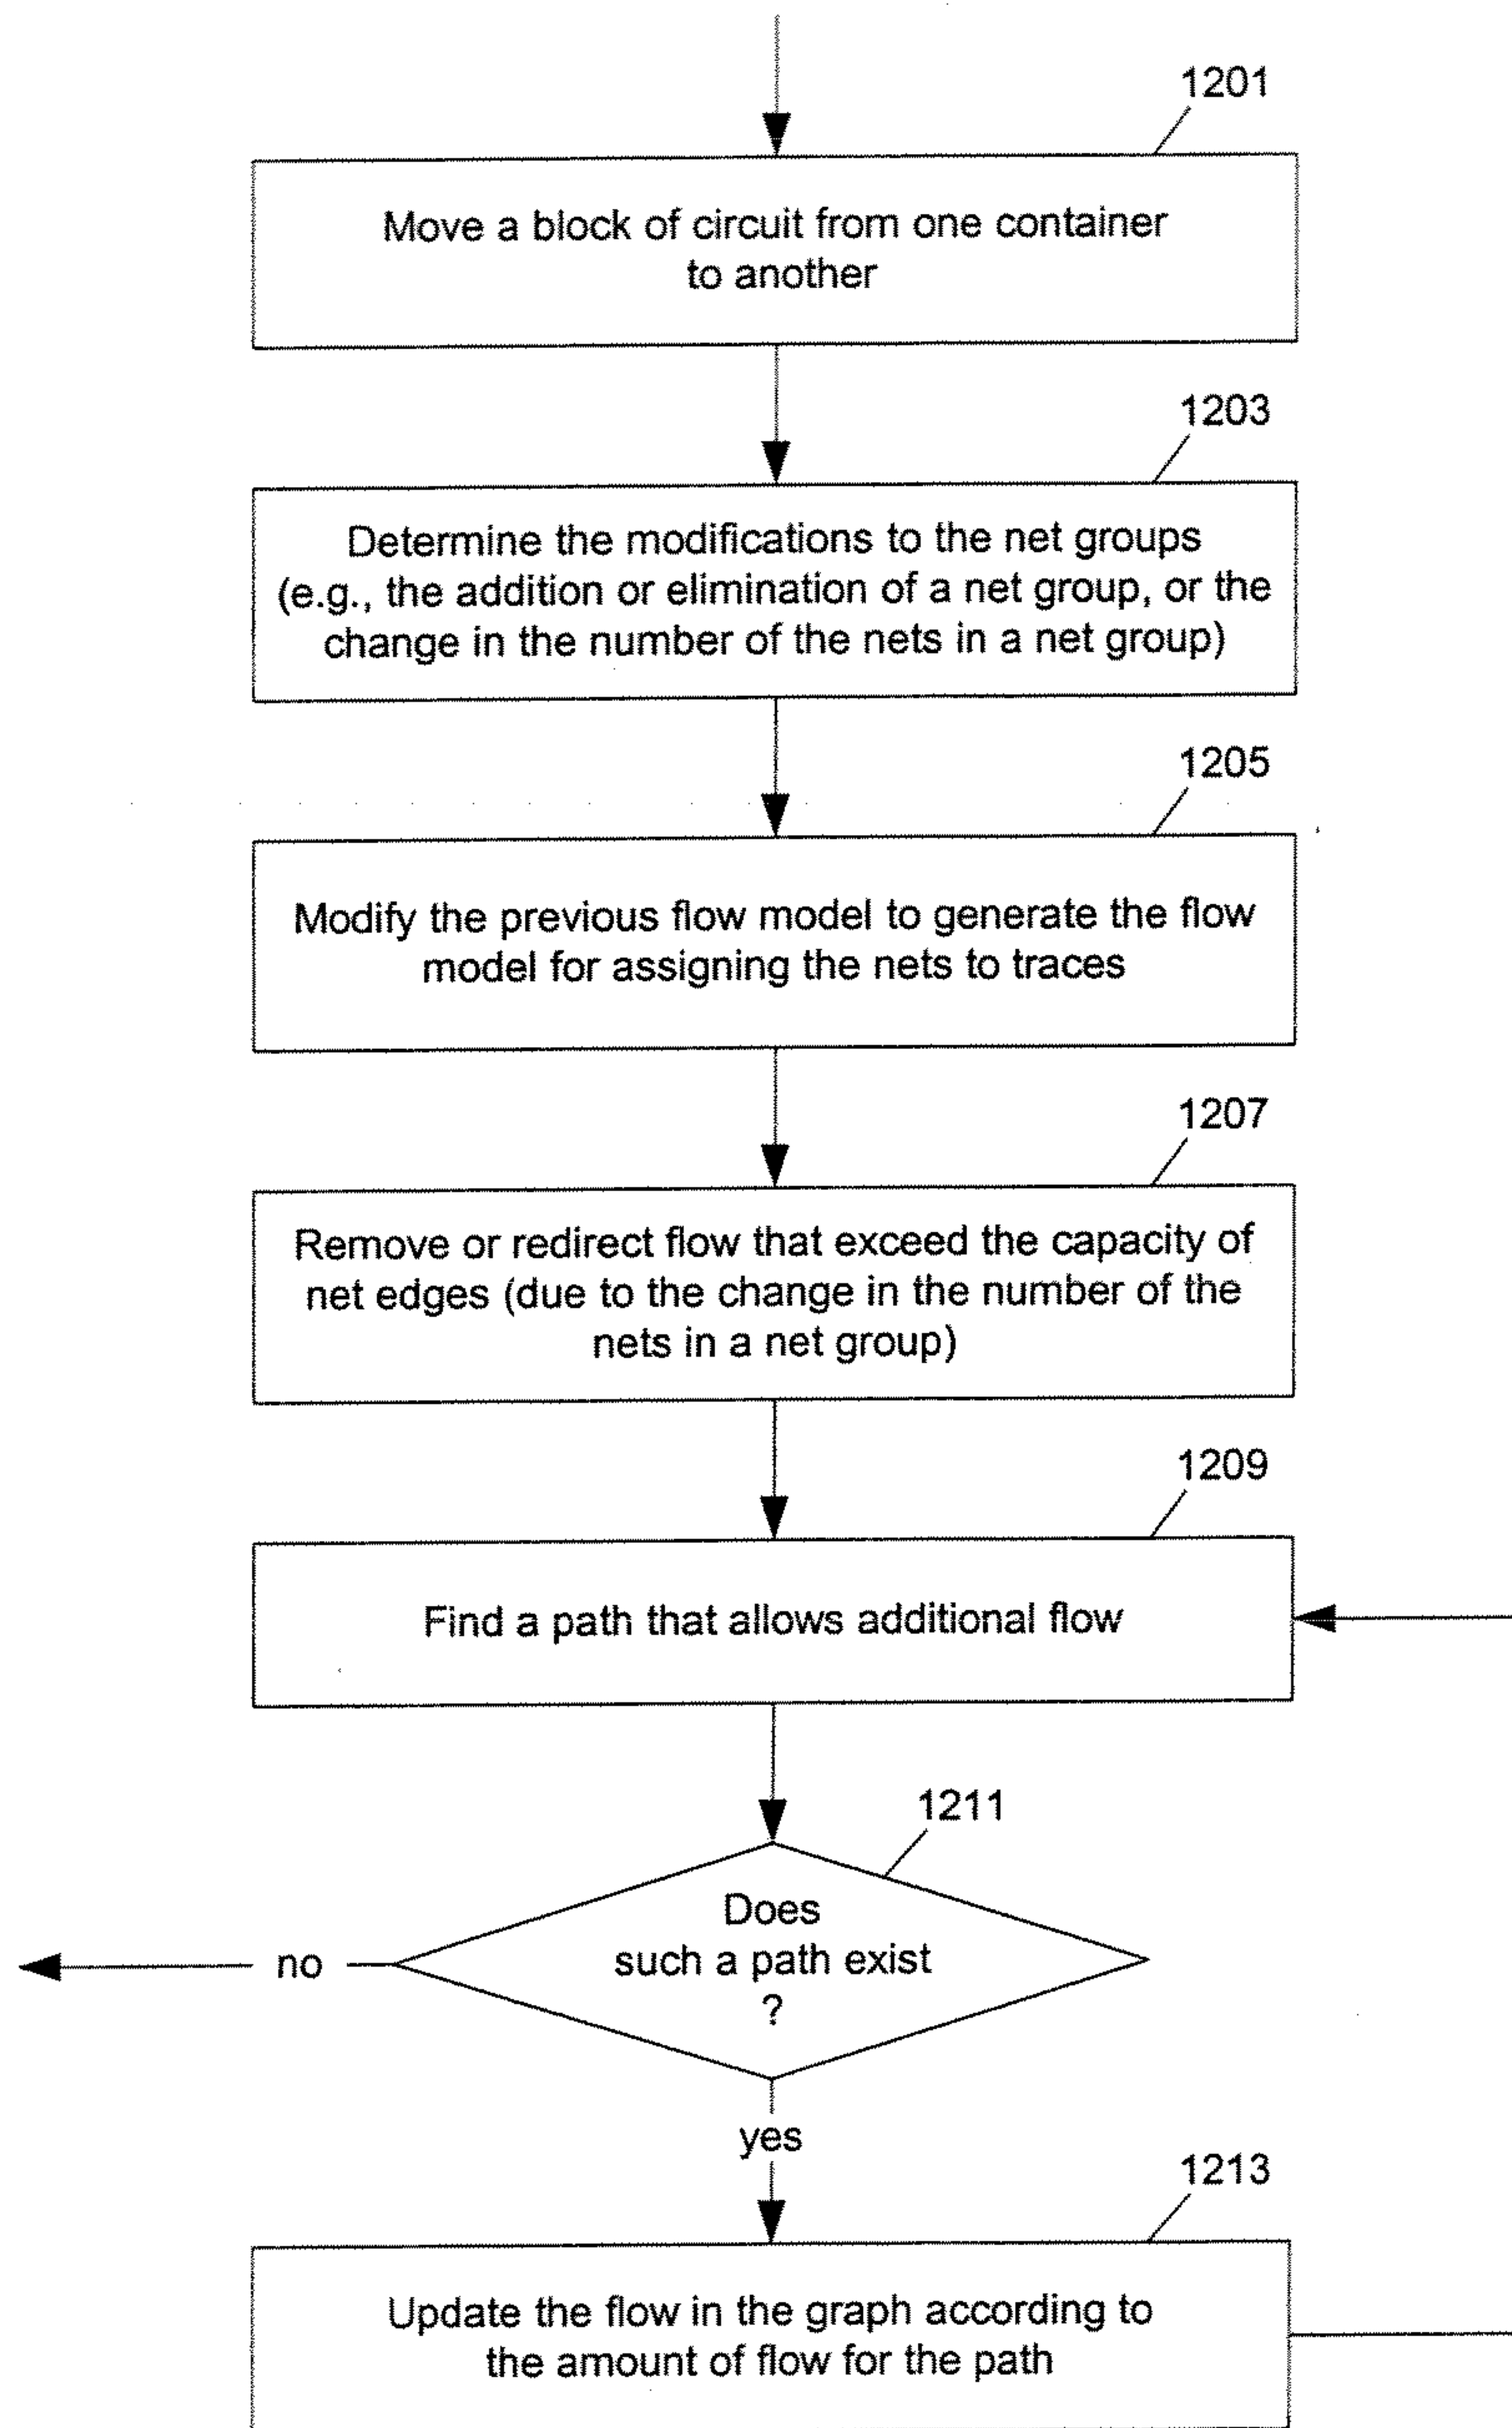 1201
Move a block of circuit from one container
to another
1203
Determine the modifications to the net groups
(e.g., the addition or elimination of a net group, or the
change in the number of the nets in a net group)
1205
Modify the previous flow model to generate the flow
model for assigning the nets to traces
1207
Remove or redirect flow that exceed the capacity of
net edges (due to the change in the number of the
nets in a net group)
1209
Find a path that allows additional flow
1211
Does
such a path exist
?
no
yes
1213
Update the flow in the graph according to
the amount of flow for the path